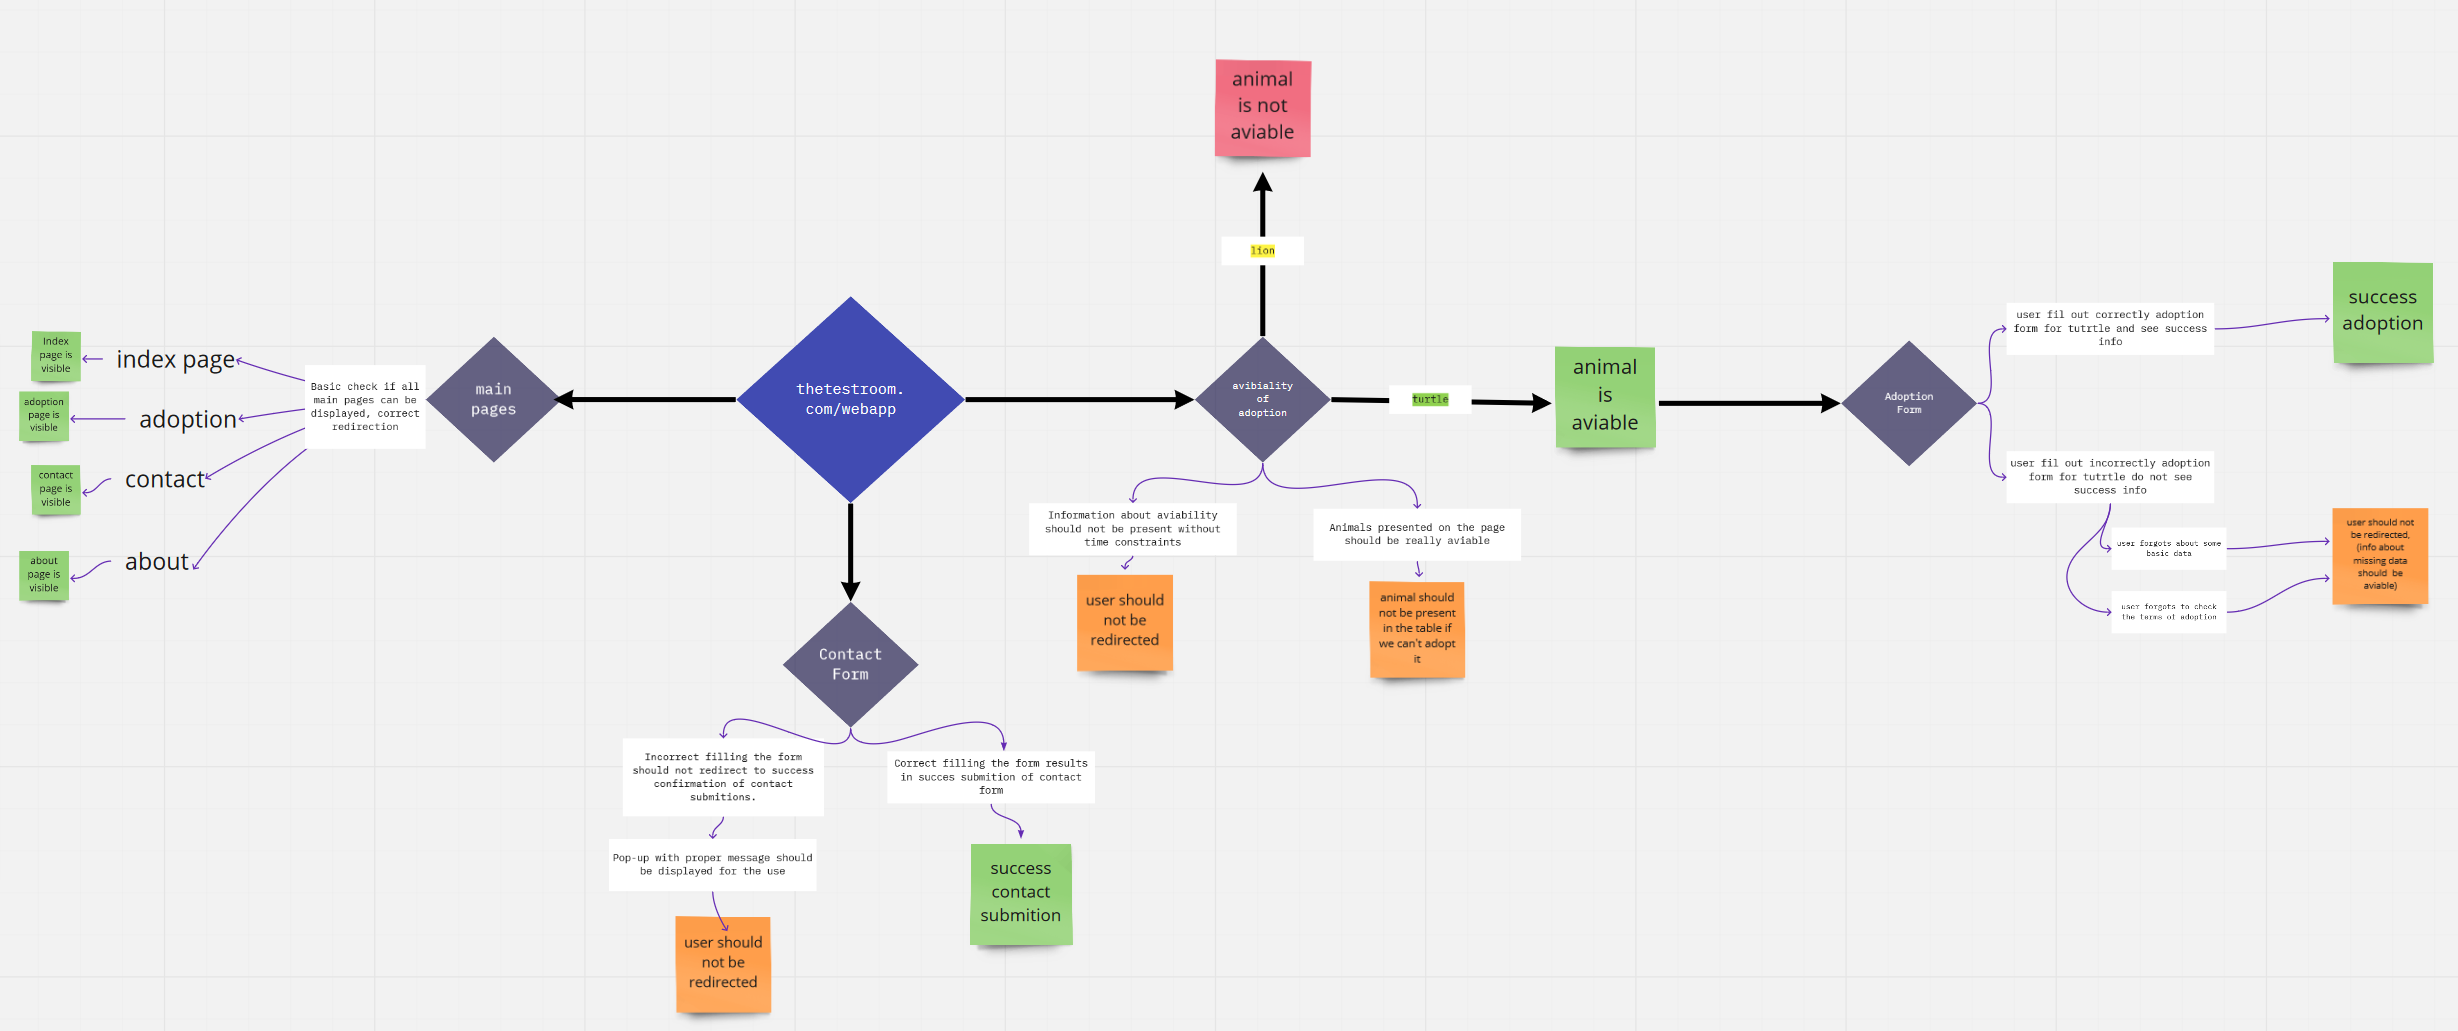 animal
is not
aviable
lion
thetestroom.
com/webapp
main
pages
Basic check if all
main pages can be
displayed, correct
redirection
index page
adoption
contact
about
Index
page is
visible
adoption
page is
visible
contact
page is
visible
about
page is
visible
avibiality
of
adoption
turtle
animal
is
aviable
Adoption
Form
user fil out correctly adoption
form for tutrtle and see success
info
success
adoption
user fil out incorrectly adoption
form for tutrtle do not see
success info
user forgots about some
basic data
user forgots to check
the terms of adoption
user should not
be redirected,
(info about
missing data
should be
aviable)
Information about aviability
should not be present without
time constraints
user should
not be
redirected
Animals presented on the page
should be really aviable
animal should
not be present
in the table if
we can't adopt
it
Contact
Form
Incorrect filling the form
should not redirect to success
confirmation of contact
submitions.
Pop-up with proper message should
be displayed for the use
user should
not be
redirected
Correct filling the form results
in succes submition of contact
form
success
contact
submition